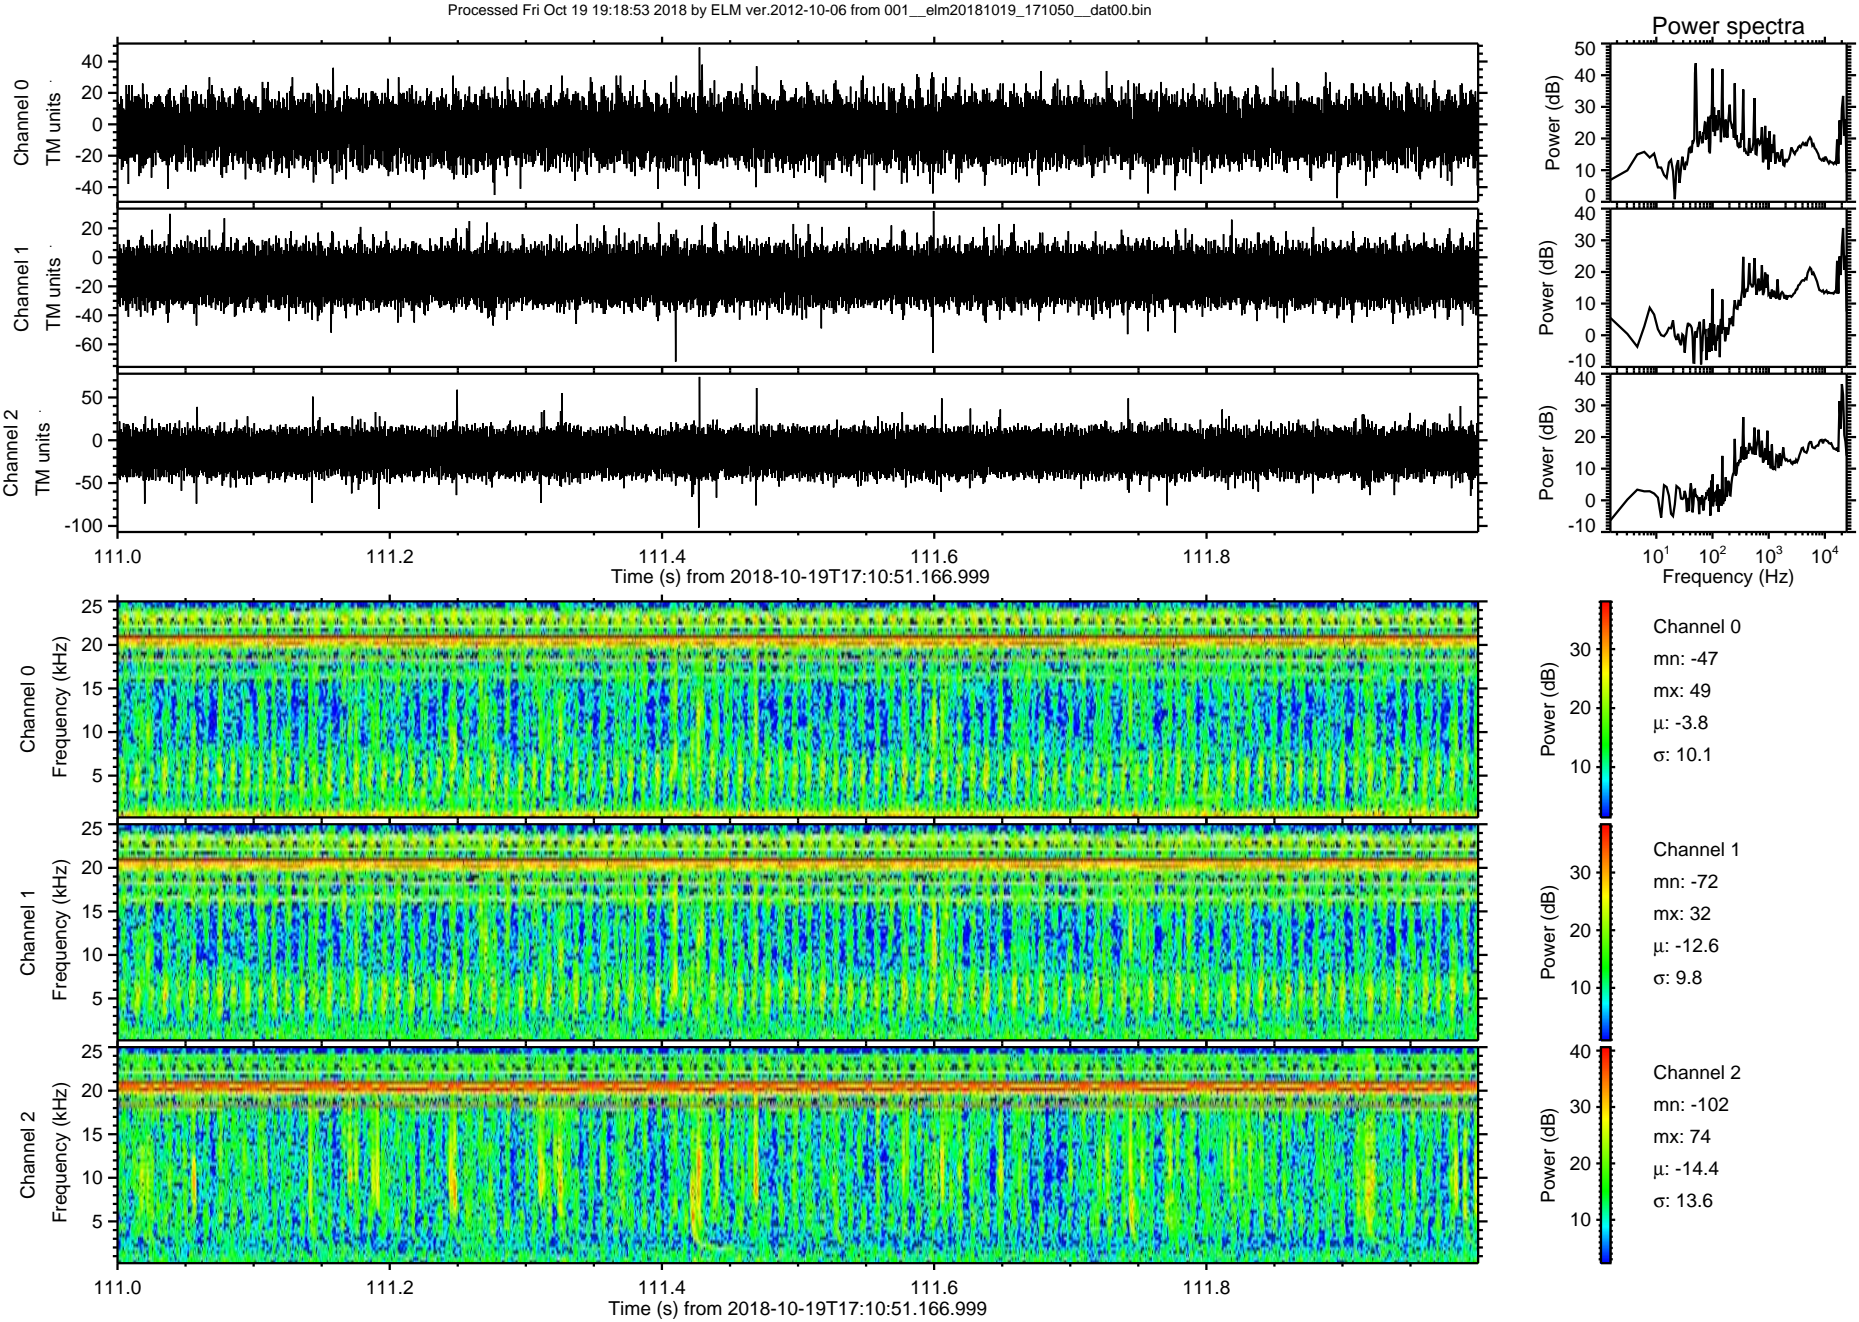 Processed Fri Oct 19 19:18:53 2018 by ELM ver.2012-10-06 from 001__elm20181019_171050__dat00.bin
Power spectra
Channel 0
TM units
40
20
0
-20
-40
Power (dB)
50
40
30
20
10
0
Channel 1
TM units
20
0
-20
-40
-60
Power (dB)
40
30
20
10
0
-10
Channel 2
TM units
50
0
-50
-100
Power (dB)
40
30
20
10
0
-10
111.0 111.2 111.4 111.6 111.8
Time (s) from 2018-10-19T17:10:51.166.999
10¹ 10² 10³ 10⁴
Frequency (Hz)
Channel 0
Frequency (kHz)
25
20
15
10
5
Power (dB)
30
20
10
Channel 0
mn: -47
mx: 49
μ: -3.8
σ: 10.1
Channel 1
Frequency (kHz)
25
20
15
10
5
Power (dB)
30
20
10
Channel 1
mn: -72
mx: 32
μ: -12.6
σ: 9.8
Channel 2
Frequency (kHz)
25
20
15
10
5
Power (dB)
40
30
20
10
Channel 2
mn: -102
mx: 74
μ: -14.4
σ: 13.6
111.0 111.2 111.4 111.6 111.8
Time (s) from 2018-10-19T17:10:51.166.999